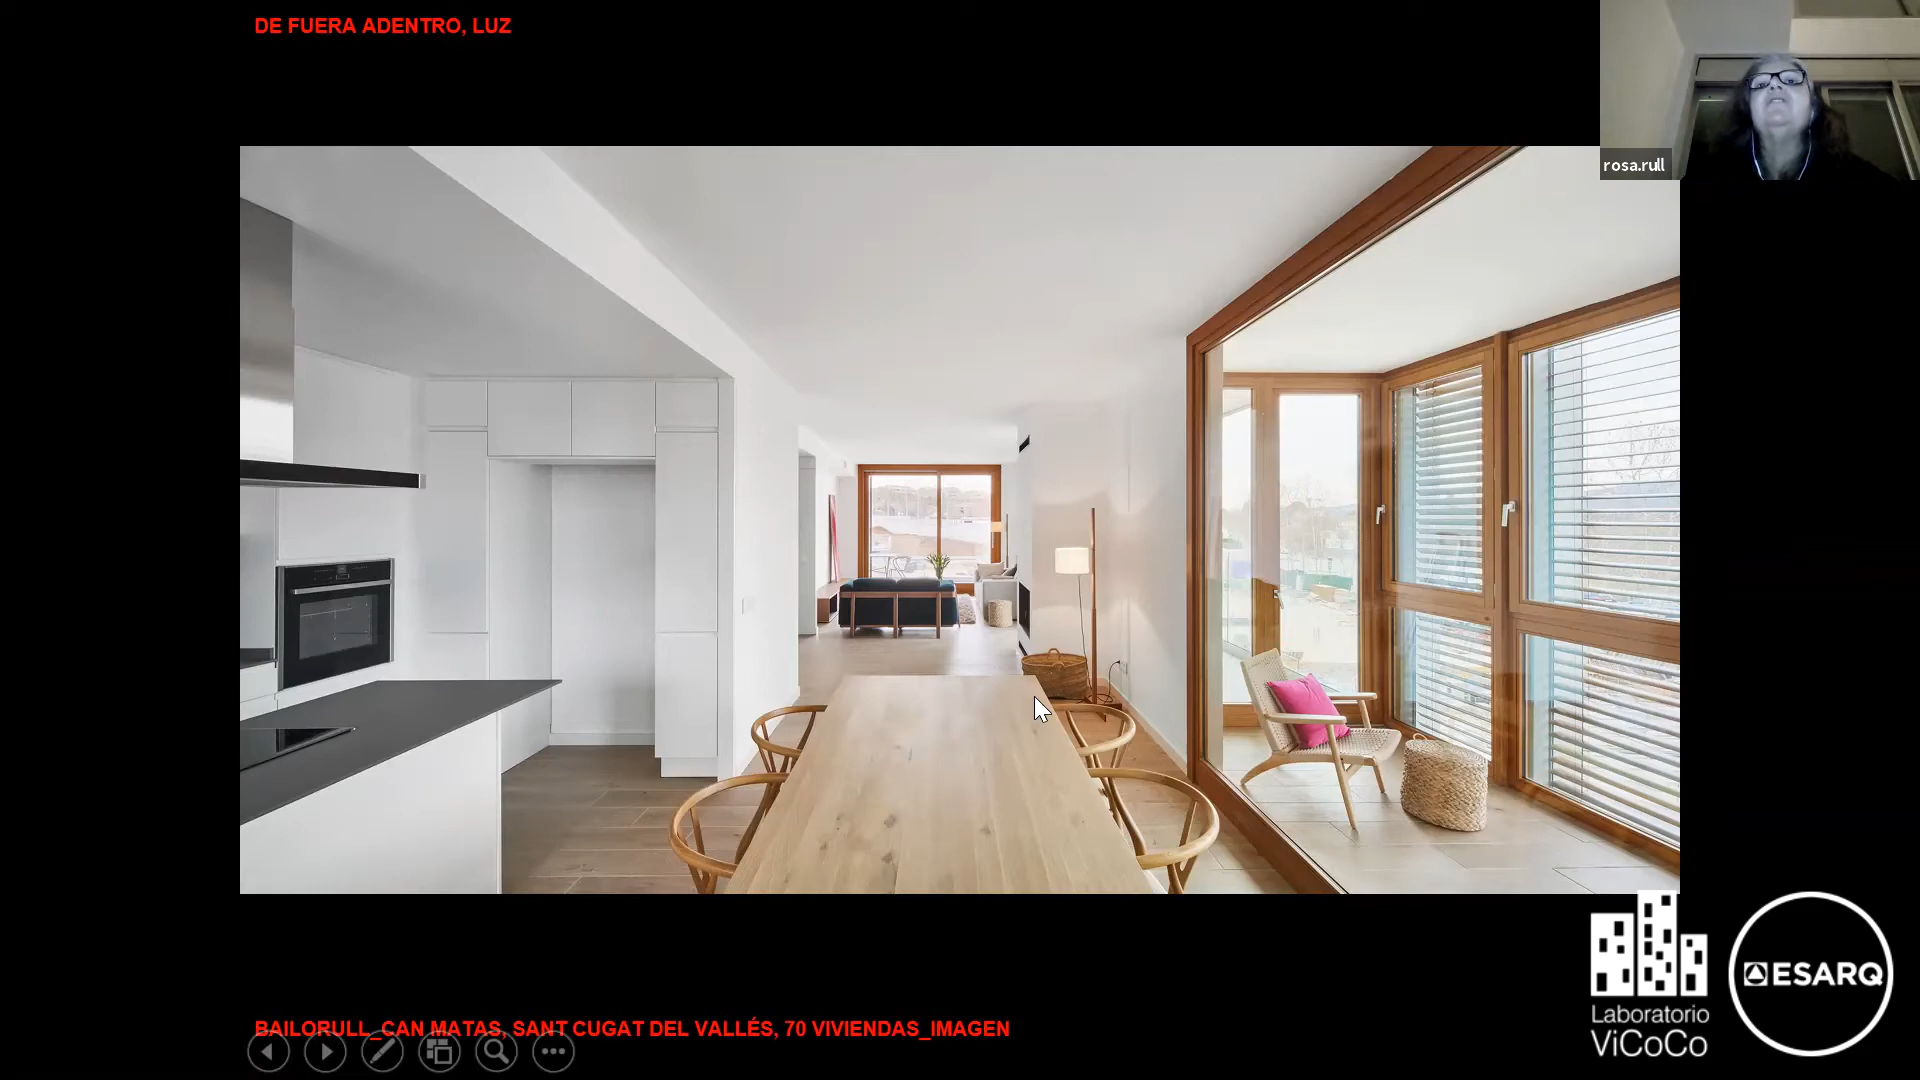 DE FUERA ADENTRO, LUZ
rosa.rull
BAILORULL_CAN MATAS, SANT CUGAT DEL VALLÉS, 70 VIVIENDAS_IMAGEN
Laboratorio
ViCoCo
ESARQ